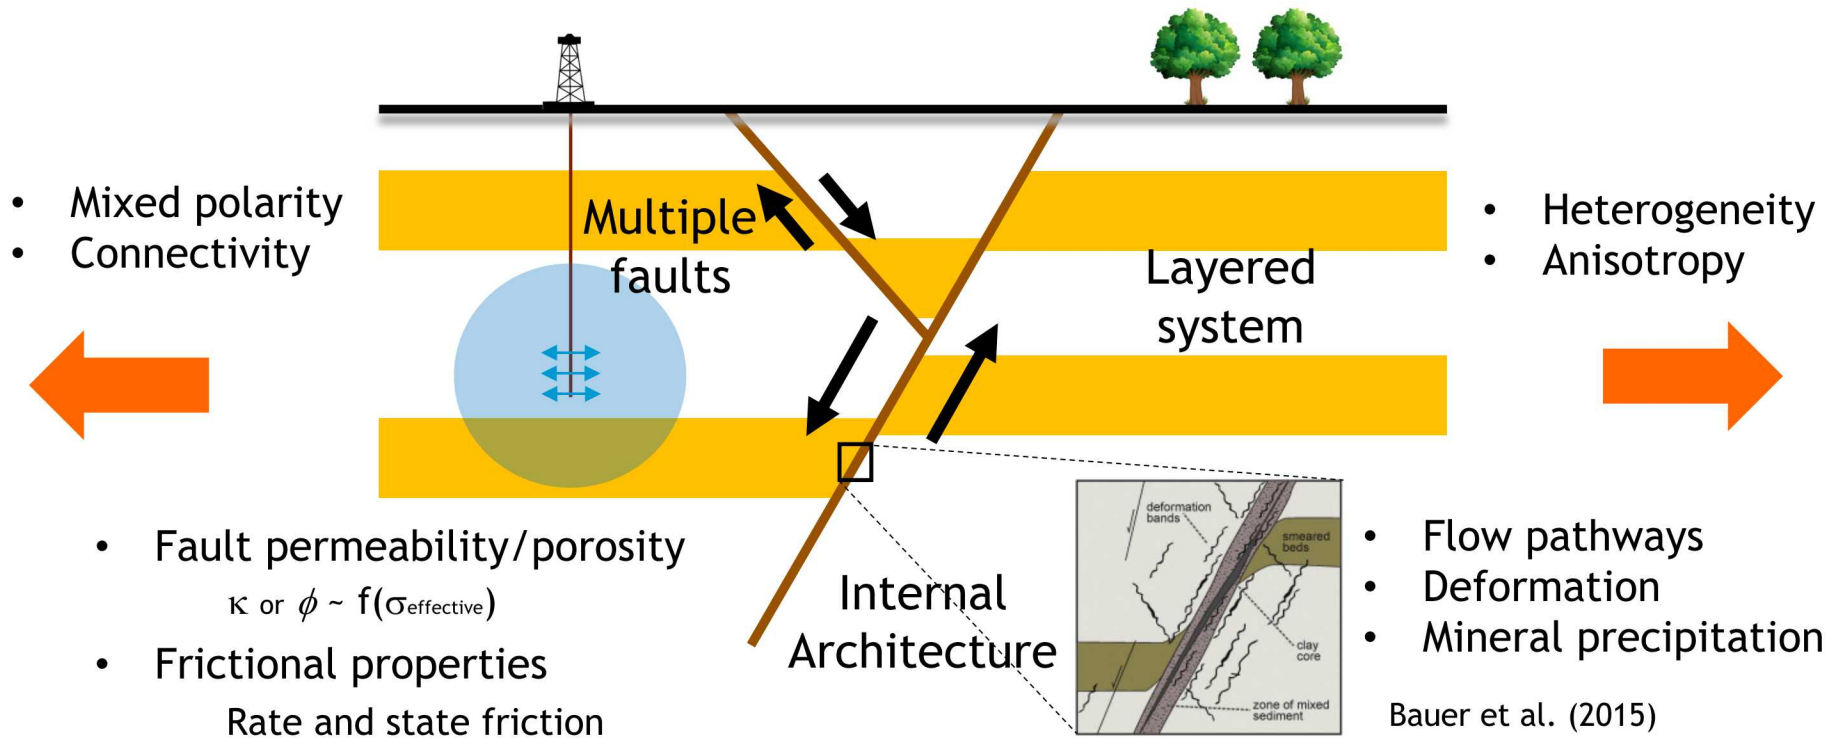 • Mixed polarity
• Connectivity
Multiple
faults
Layered
system
• Heterogeneity
• Anisotropy
• Fault permeability/porosity
κ or ϕ ~ f(σeffective)
• Frictional properties
Rate and state friction
Internal
Architecture
deformation
bands
smeared
beds
clay
core
zone of mixed
sediment
• Flow pathways
• Deformation
• Mineral precipitation
Bauer et al. (2015)